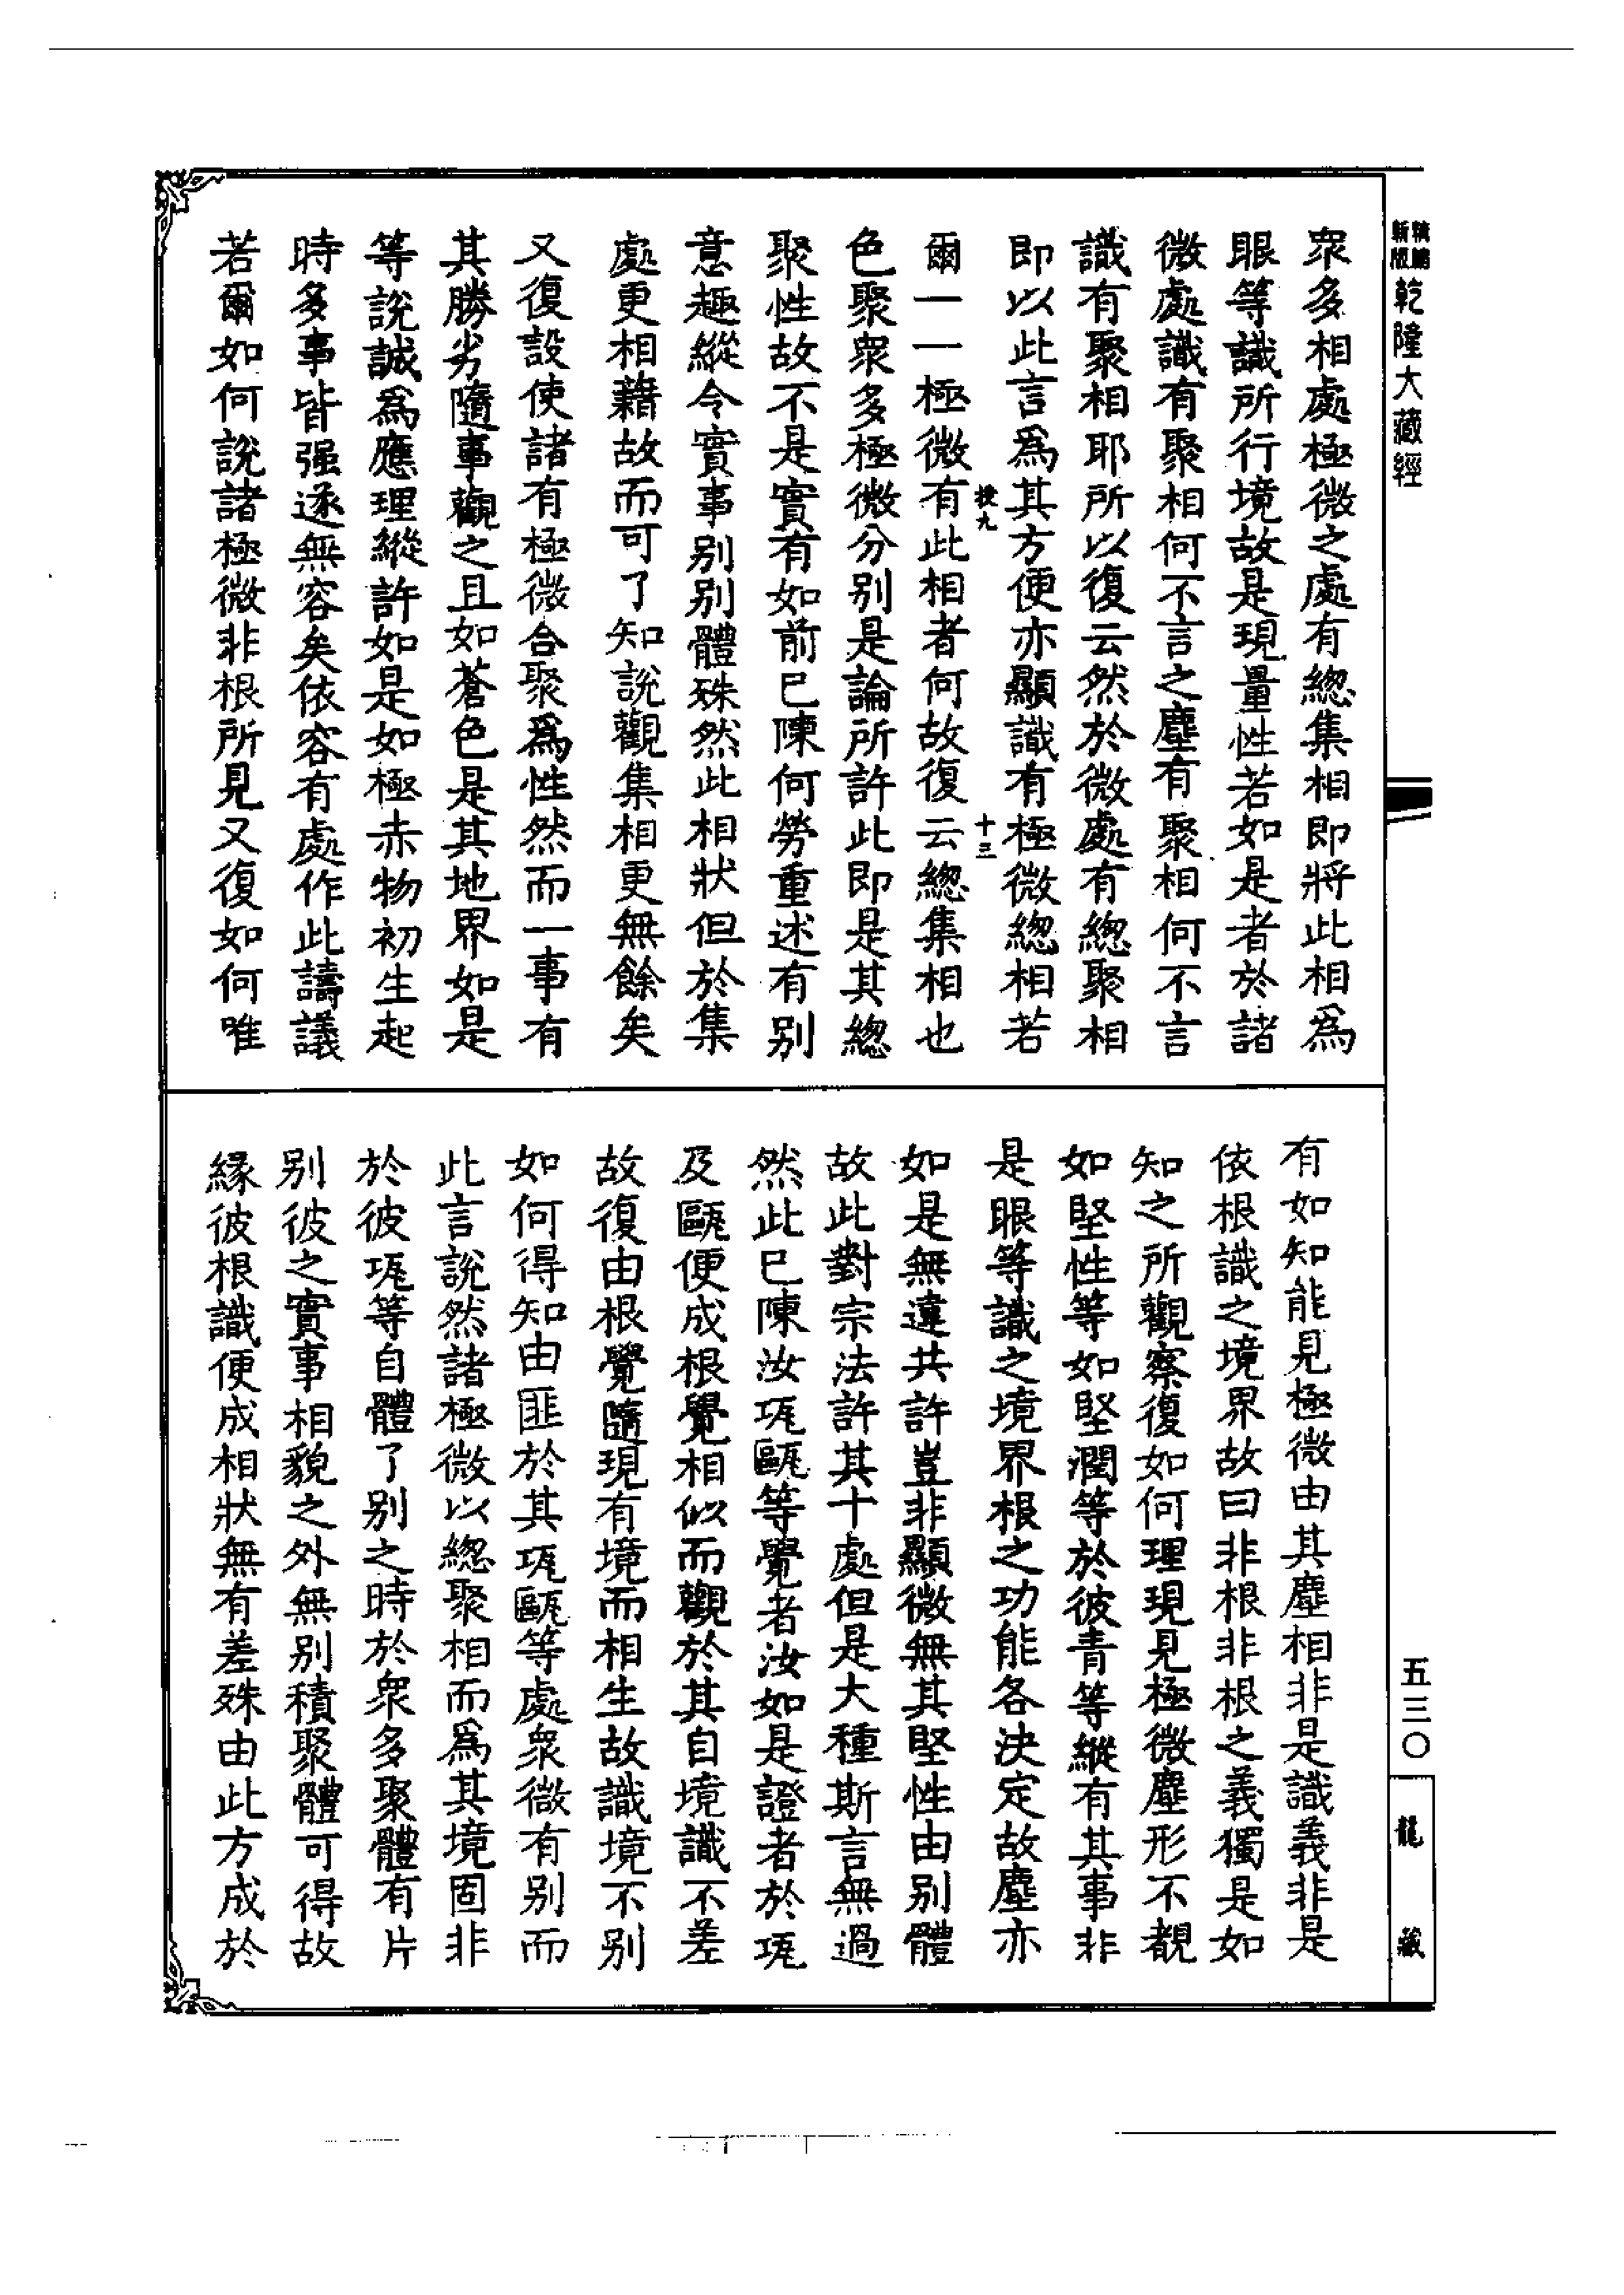 精縮
新版
乾隆大藏經
衆多相處極微之處有總集相即將此相爲
眼等識所行境故是現量性若如是者於諸
微處識有聚相何不言之塵有聚相何不言
識有聚相耶所以復云然於微處有總聚相
即以此言爲其方便亦顯識有極微總相若
投九
十三
爾一一極微有此相者何故復云總集相也
色聚衆多極微分别是論所許此即是其總
聚性故不是實有如前已陳何勞重述有别
意趣縱令實事别别體殊然此相狀但於集
處更相藉故而可了知說觀集相更無餘矣
又復設使諸有極微合聚爲性然而一事有
其勝劣隨事觀之且如蒼色是其地界如是
等說誠爲應理縱許如是如極赤物初生起
時多事皆强逐無容矣依容有處作此議議
若爾如何說諸極微非根所見又復如何唯
有如知能見極微由其塵相非是識義非是
依根識之境界故曰非根非根之義獨是如
知之所觀察復如何理現見極微塵形不覩
如堅性等如堅潤等於彼青等縱有其事非
是眼等識之境界根之功能各決定故塵亦
如是無違共許豈非顯微無其堅性由别體
故此對宗法許其十處但是大種斯言無過
然此已陳汝瓨甌等覺者汝如是證者於瓨
及甌便成根覺相似而觀於其自境識不差
故復由根覺隨現有境而相生故識境不别
如何得知由匪於其瓨甌等處衆微有别而
此言說然諸極微以總聚相而爲其境固非
於彼瓨等自體了别之時於衆多聚體有片
别彼之實事相貌之外無别積聚體可得故
緣彼根識便成相狀無有差殊由此方成於
五三〇
龍藏